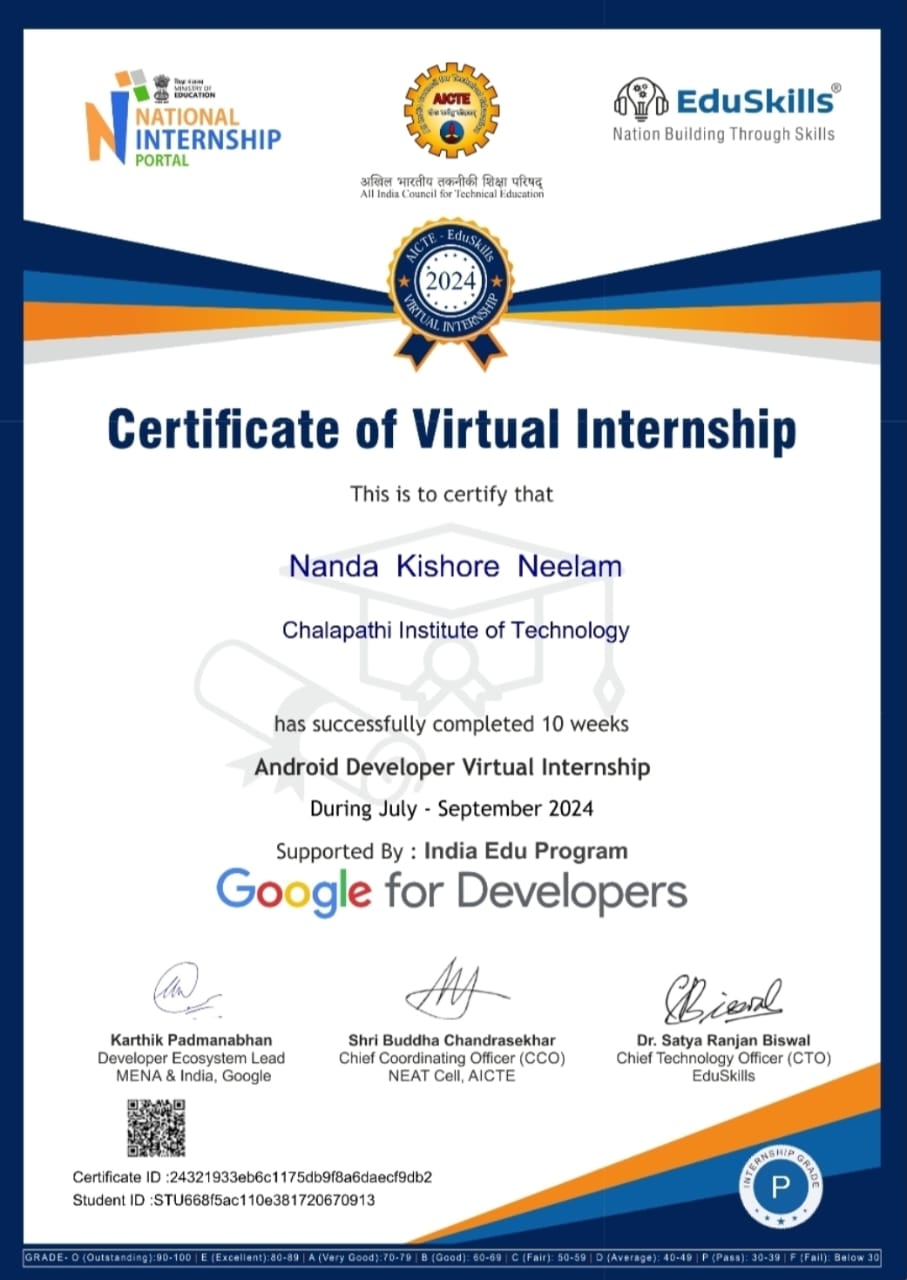 शिक्षा मंत्रालय
MINISTRY OF
EDUCATION
NATIONAL
INTERNSHIP
PORTAL
AICTE
अखिल भारतीय तकनीकी शिक्षा परिषद्
All India Council for Technical Education
EduSkills®
Nation Building Through Skills
AICTE - EduSkills
2024
VIRTUAL INTERNSHIP
Certificate of Virtual Internship
This is to certify that
Nanda Kishore Neelam
Chalapathi Institute of Technology
has successfully completed 10 weeks
Android Developer Virtual Internship
During July - September 2024
Supported By : India Edu Program
Google for Developers
Karthik Padmanabhan
Developer Ecosystem Lead
MENA & India, Google
Shri Buddha Chandrasekhar
Chief Coordinating Officer (CCO)
NEAT Cell, AICTE
SRBiswal
Dr. Satya Ranjan Biswal
Chief Technology Officer (CTO)
EduSkills
Certificate ID :24321933eb6c1175db9f8a6daecf9db2
Student ID :STU668f5ac110e381720670913
INTERNSHIP GRADE
P
GRADE- O (Outstanding):90-100 | E (Excellent):80-89 | A (Very Good):70-79 | B (Good): 60-69 | C (Fair): 50-59 | D (Average): 40-49 | P (Pass): 30-39 | F (Fail): Below 30